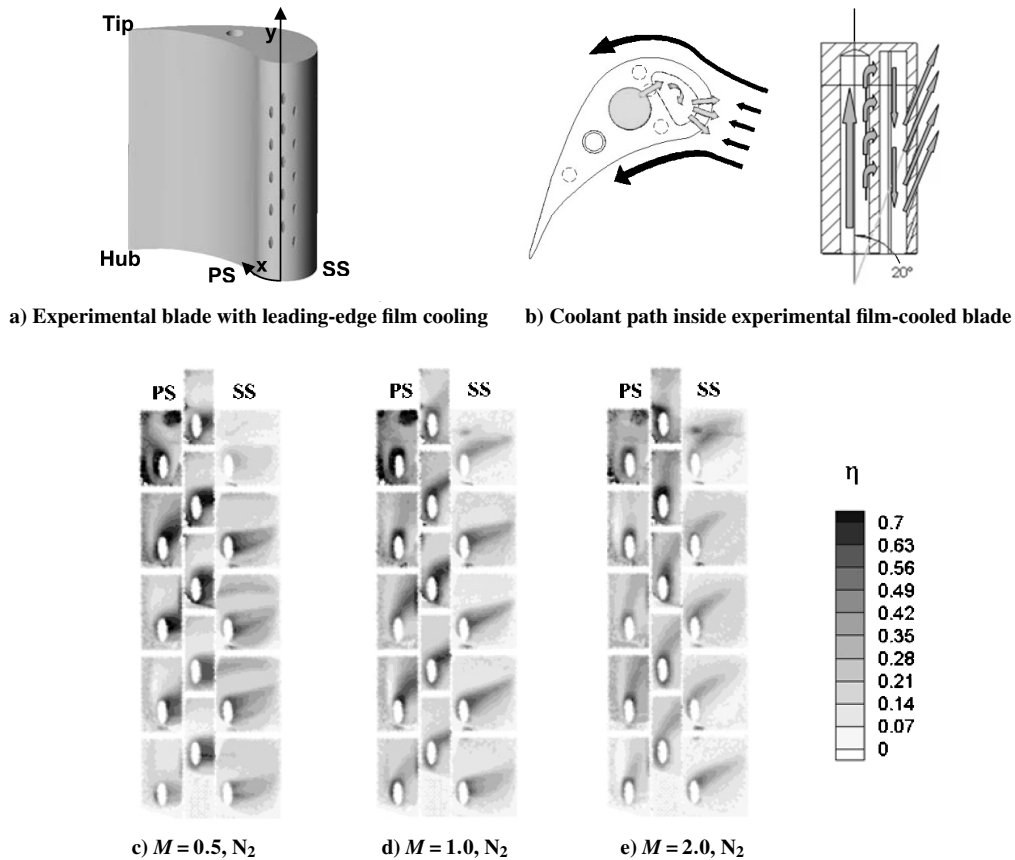 Tip
y
Hub
PS
x
SS
20°
a) Experimental blade with leading-edge film cooling
b) Coolant path inside experimental film-cooled blade
PS SS
PS SS
PS SS
η
0.7
0.63
0.56
0.49
0.42
0.35
0.28
0.21
0.14
0.07
0
c) M = 0.5, N₂
d) M = 1.0, N₂
e) M = 2.0, N₂